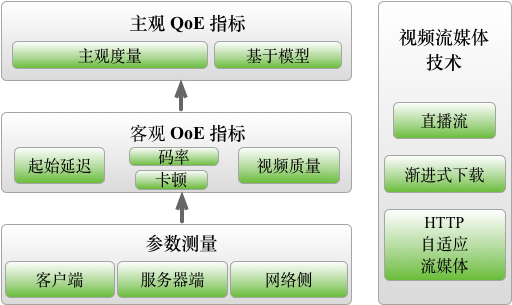 主观 QoE 指标
主观度量
基于模型
客观 QoE 指标
起始延迟
码率
卡顿
视频质量
参数测量
客户端
服务器端
网络侧
视频流媒体
技术
直播流
渐进式下载
HTTP
自适应
流媒体